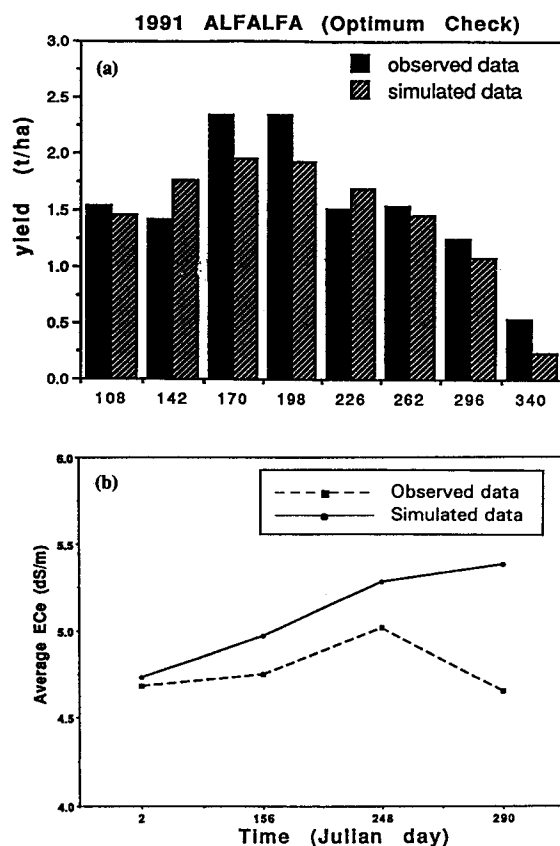 1991 ALFALFA (Optimum Check)
(a)
observed data
simulated data
yield (t/ha)
3.0
2.5
2.0
1.5
1.0
0.5
0.0
108 142 170 198 226 262 296 340
(b)
Observed data
Simulated data
Average ECe (dS/m)
6.0
5.5
5.0
4.5
4.0
2 156 248 290
Time (Julian day)